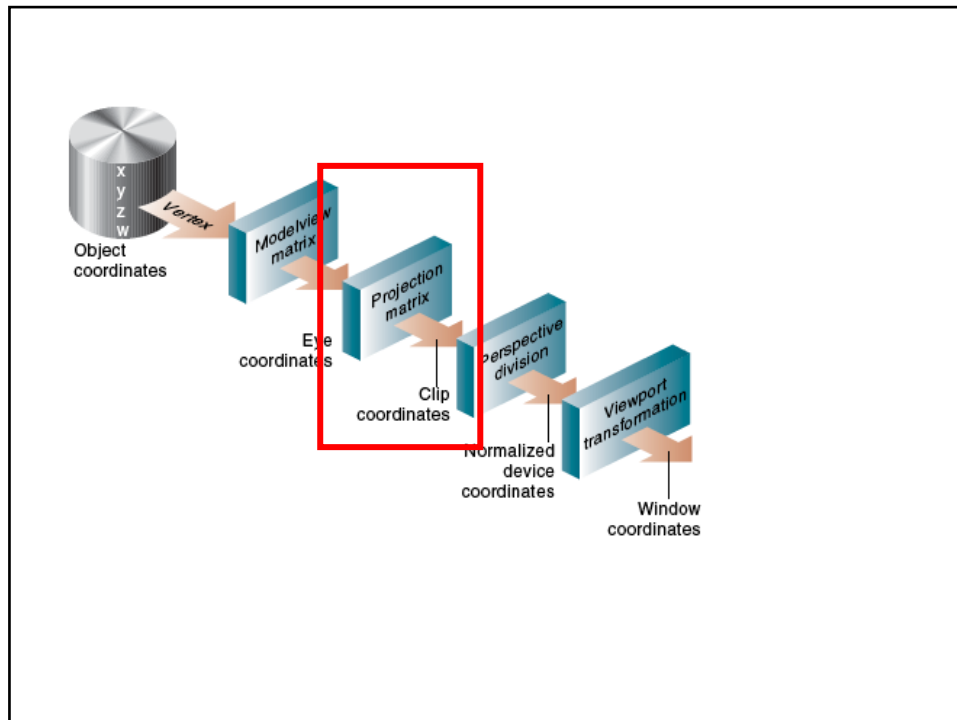 x
y
z
w
Vertex
Object
coordinates
Modelview
matrix
Eye
coordinates
Projection
matrix
Clip
coordinates
Perspective
division
Normalized
device
coordinates
Viewport
transformation
Window
coordinates